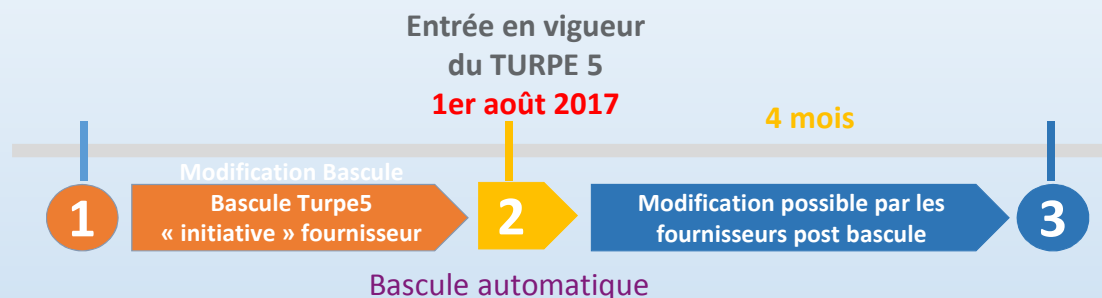 Entrée en vigueur
du TURPE 5
1er août 2017
4 mois
Modification Bascule
1
Bascule Turpe5
« initiative » fournisseur
2
Modification possible par les
fournisseurs post bascule
3
Bascule automatique